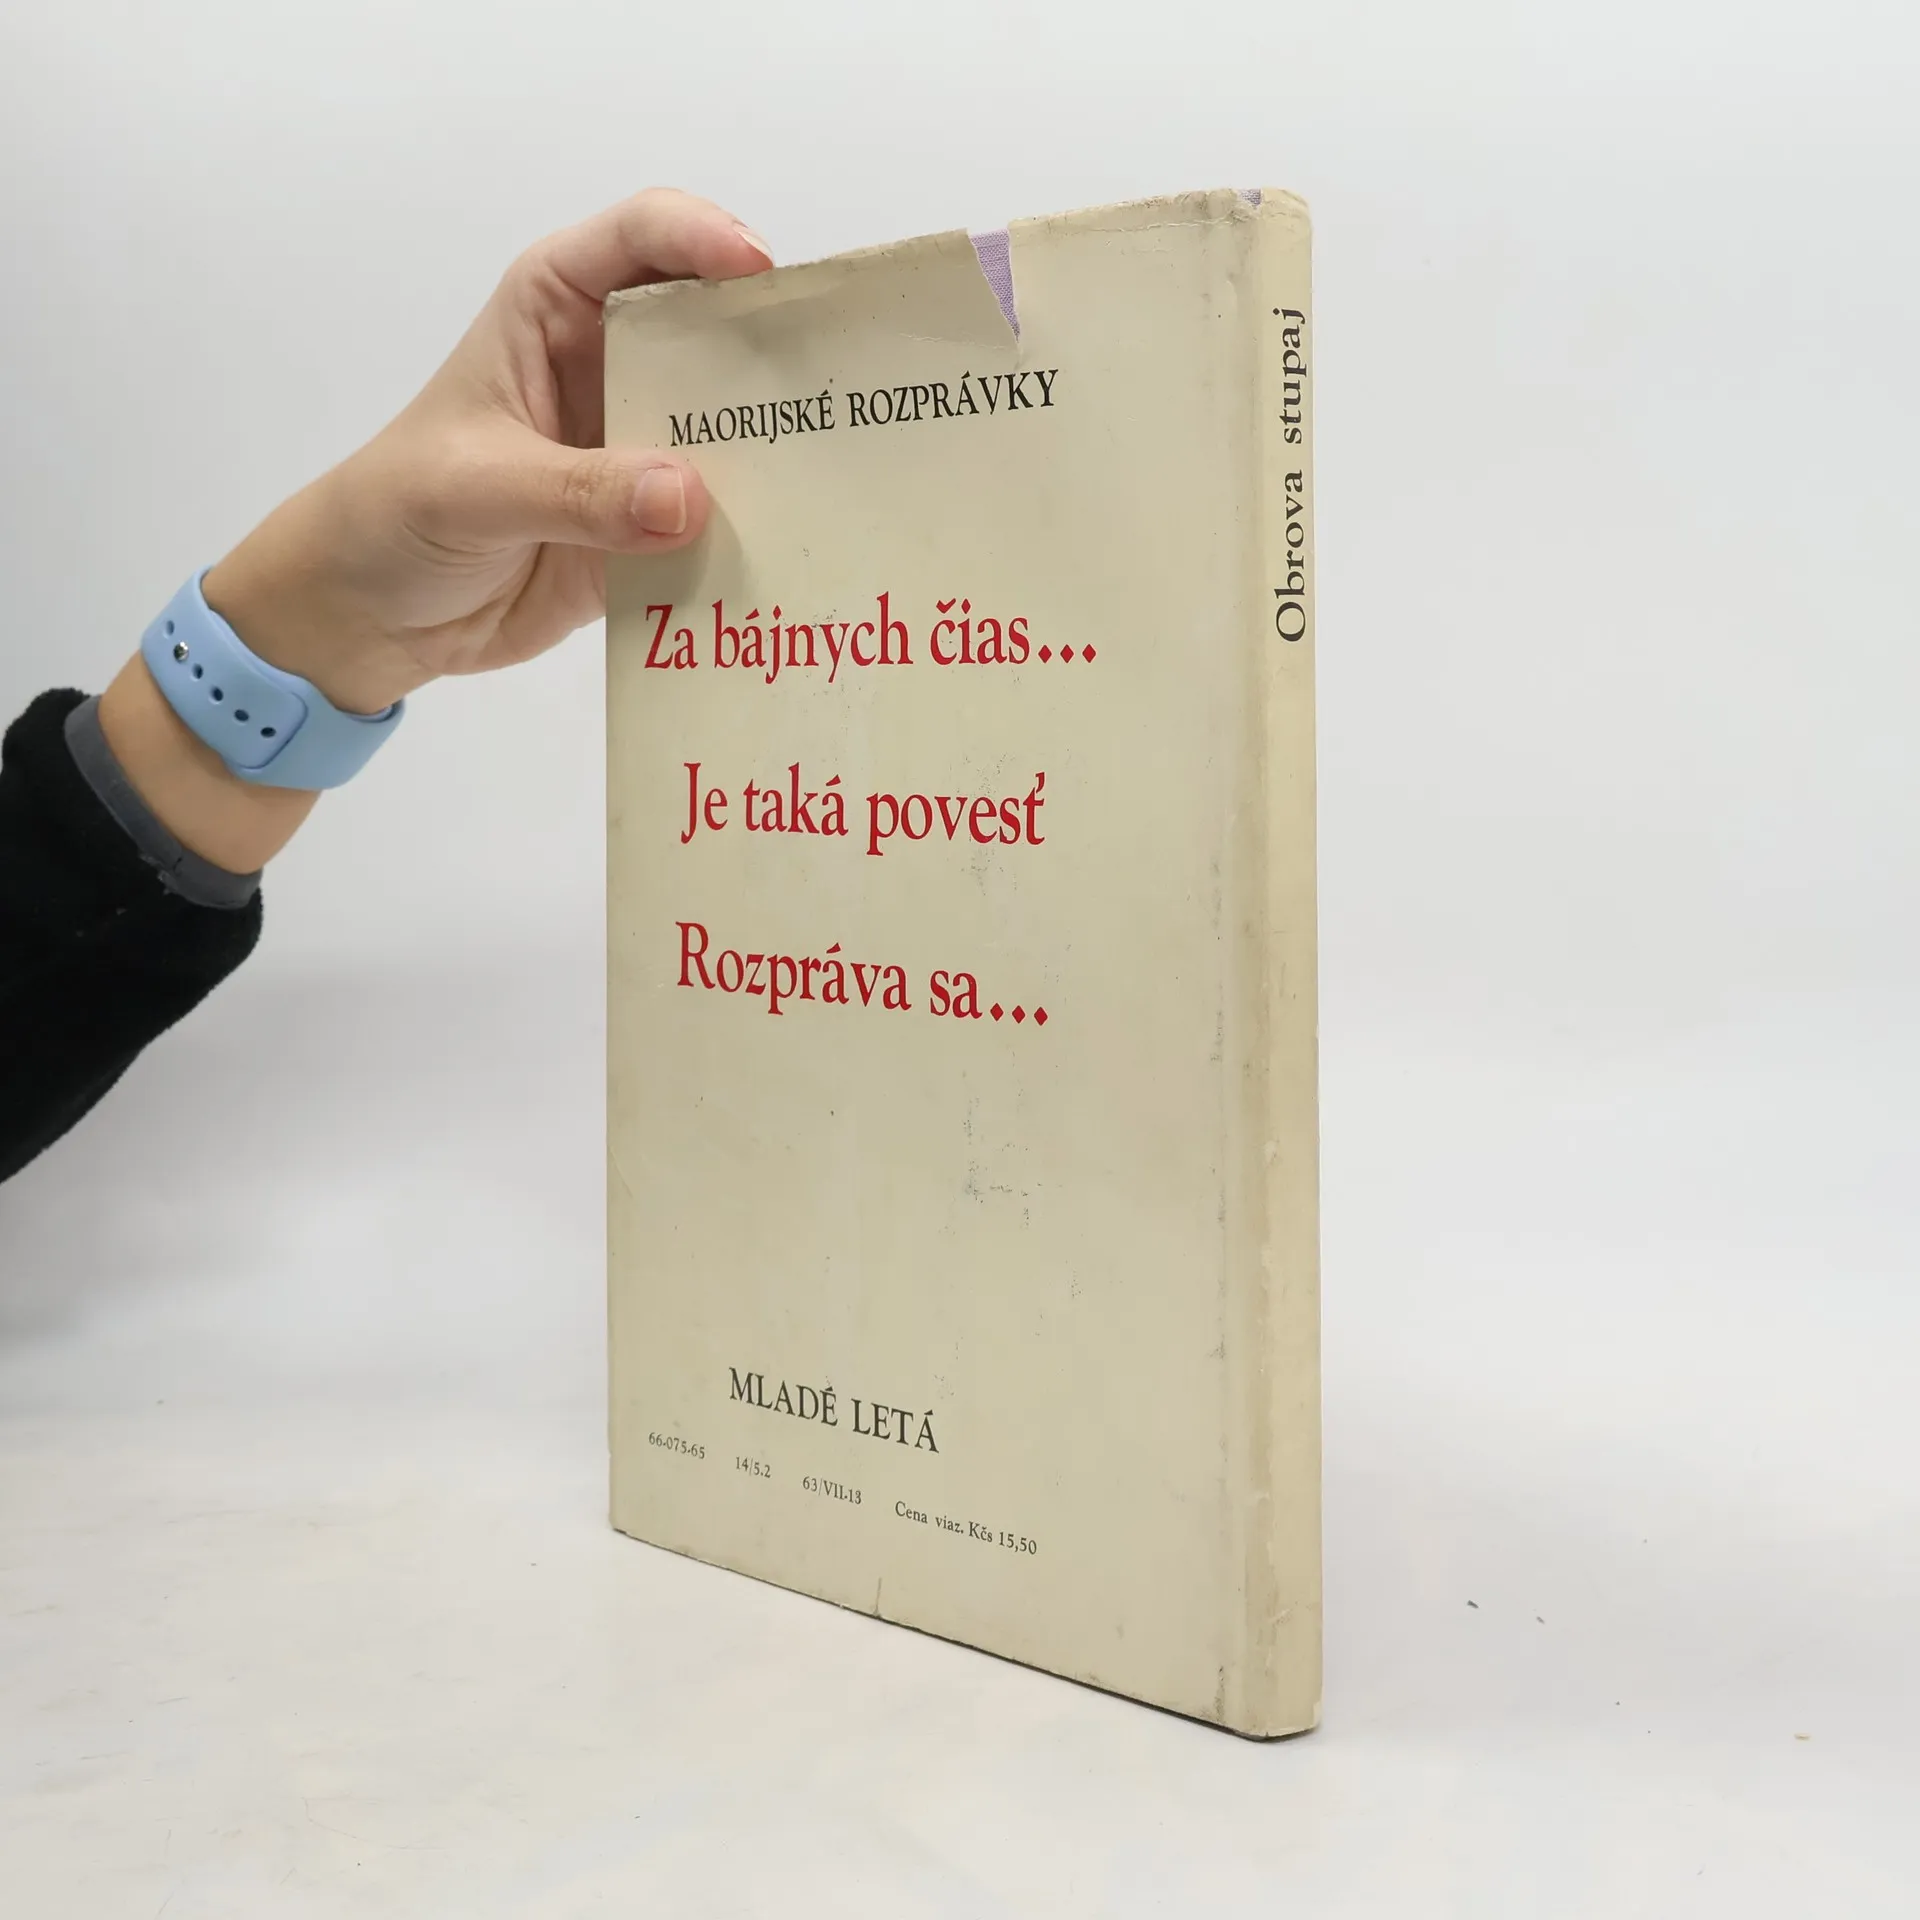 MAORIJSKÉ ROZPRÁVKY
Za bájnych čias...
Je taká povesť
Rozpráva sa...
MLADÉ LETÁ
66-075-65 14/5.2 63/VII-13 Cena viaz. Kčs 15,50
Obrova stupaj